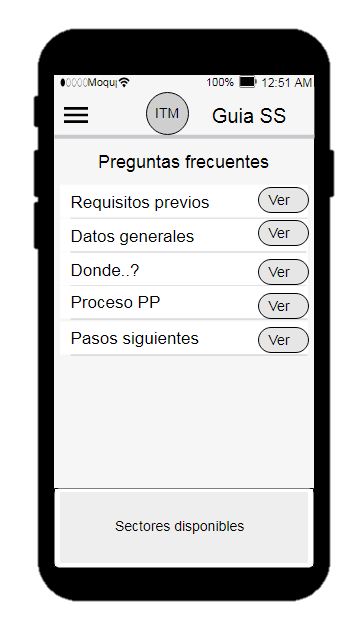 Moqup 100% 12:51 AM
ITM Guia SS
Preguntas frecuentes
Requisitos previos Ver
Datos generales Ver
Donde..? Ver
Proceso PP Ver
Pasos siguientes Ver
Sectores disponibles